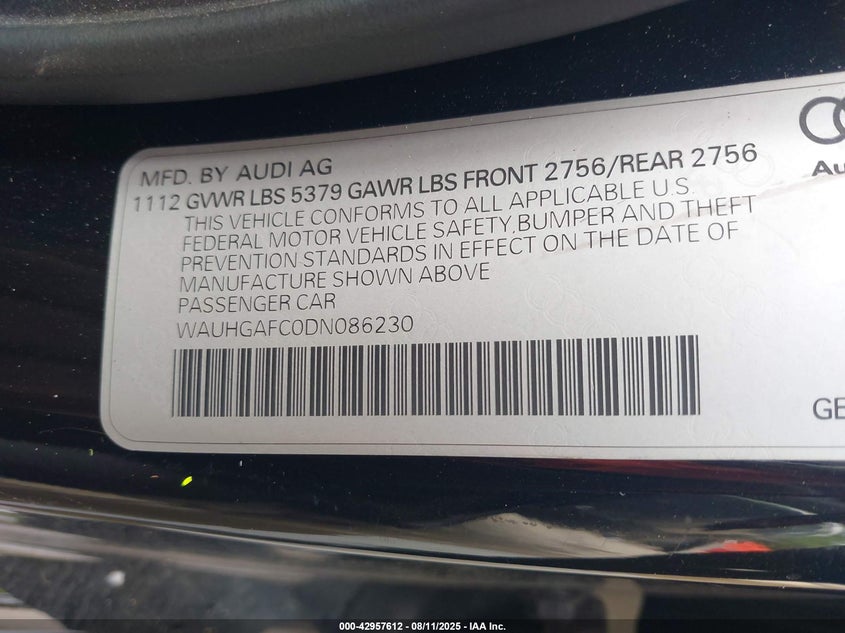 MFD. BY AUDI AG
1112 GVWR LBS 5379 GAWR LBS FRONT 2756/REAR 2756
THIS VEHICLE CONFORMS TO ALL APPLICABLE U.S.
FEDERAL MOTOR VEHICLE SAFETY,BUMPER AND THEFT
PREVENTION STANDARDS IN EFFECT ON THE DATE OF
MANUFACTURE SHOWN ABOVE
PASSENGER CAR
WAUHGAFC0DN086230
000-42957612 - 08/11/2025 - IAA Inc.